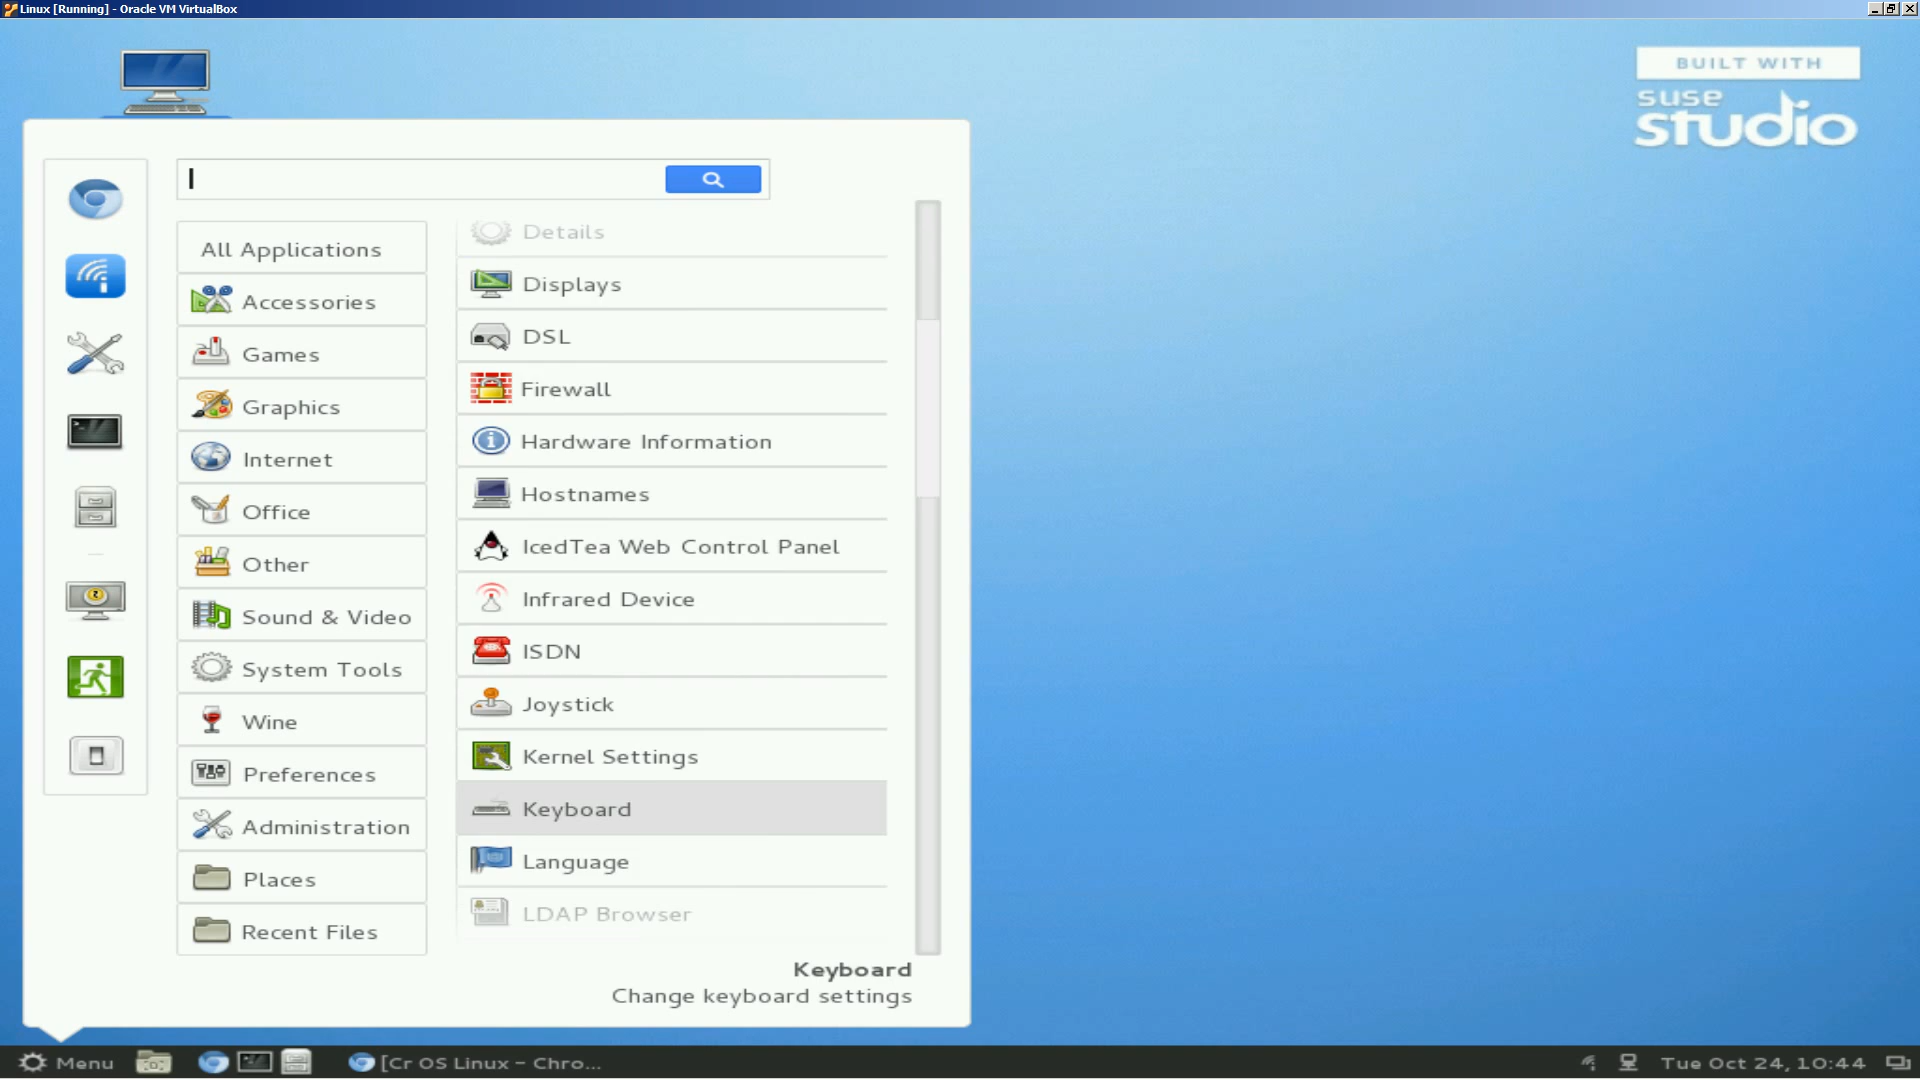 Linux [Running] - Oracle VM VirtualBox
BUILT WITH
suse
studio
All Applications
Accessories
Games
Graphics
Internet
Office
Other
Sound & Video
System Tools
Wine
Preferences
Administration
Places
Recent Files
Details
Displays
DSL
Firewall
Hardware Information
Hostnames
IcedTea Web Control Panel
Infrared Device
ISDN
Joystick
Kernel Settings
Keyboard
Language
LDAP Browser
Keyboard
Change keyboard settings
Menu
[Cr OS Linux - Chro...
Tue Oct 24, 10:44